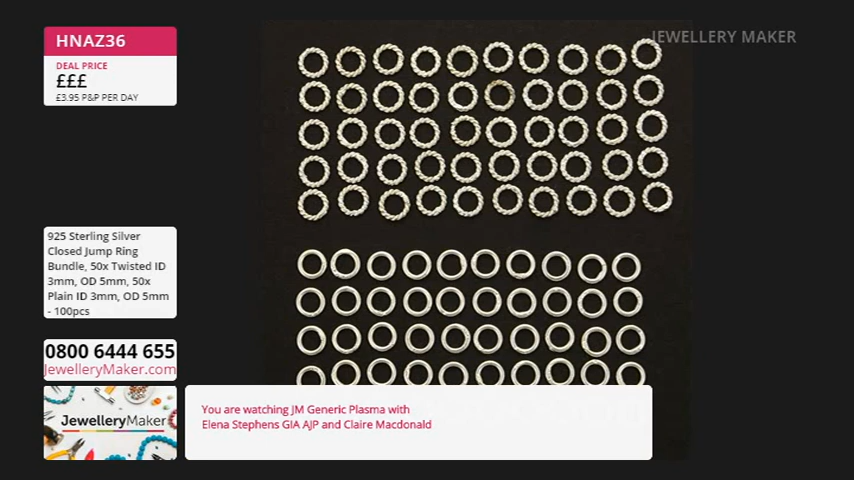 HNAZ36
DEAL PRICE
£££
£3.95 P&P PER DAY
JEWELLERY MAKER
925 Sterling Silver
Closed Jump Ring
Bundle, 50x Twisted ID
3mm, OD 5mm, 50x
Plain ID 3mm, OD 5mm
- 100pcs
0800 6444 655
JewelleryMaker.com
JewelleryMaker
You are watching JM Generic Plasma with
Elena Stephens GIA AJP and Claire Macdonald